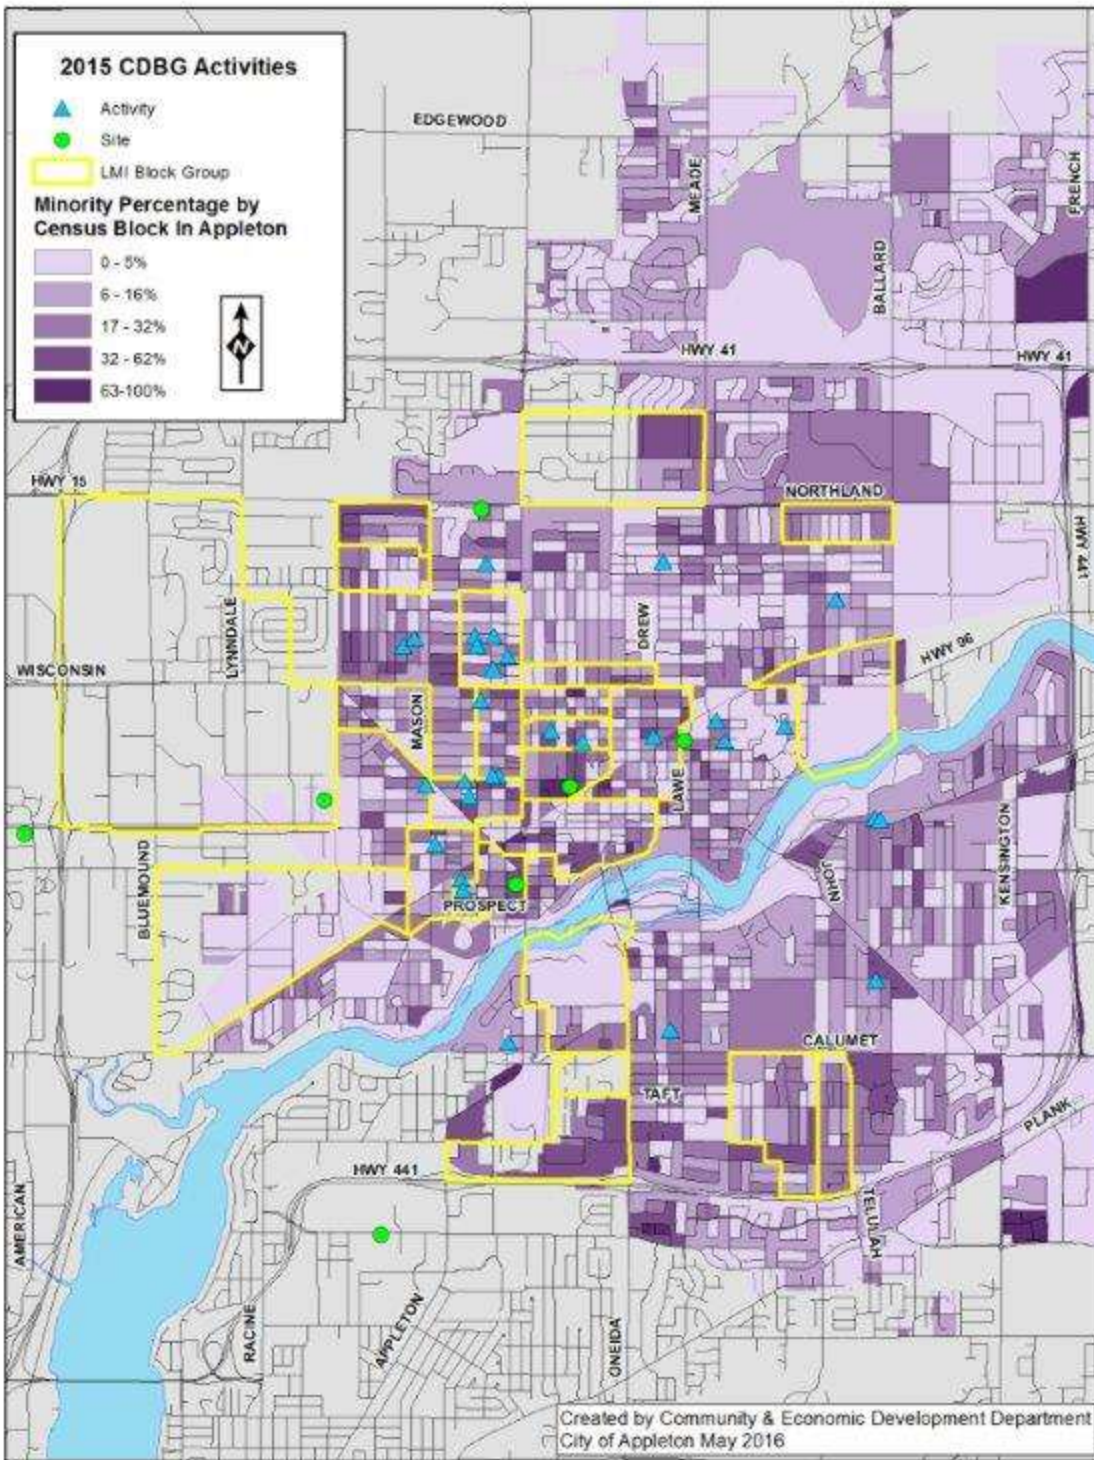 2015 CDBG Activities
Activity
Site
LMI Block Group
Minority Percentage by
Census Block In Appleton
0 - 5%
6 - 16%
17 - 32%
32 - 62%
63-100%
N
EDGEWOOD
MEADE
FRENCH
BALLARD
HWY 41
HWY 41
HWY 15
NORTHLAND
HWY 441
LYNNDALE
DREW
WISCONSIN
HWY 96
MASON
LAWE
KENSINGTON
BLUEMOUND
JOHN
PROSPECT
CALUMET
TAFT
PLANK
HWY 441
AMERICAN
TELULAH
RACINE
APPLETON
ONEIDA
Created by Community & Economic Development Department
City of Appleton May 2016